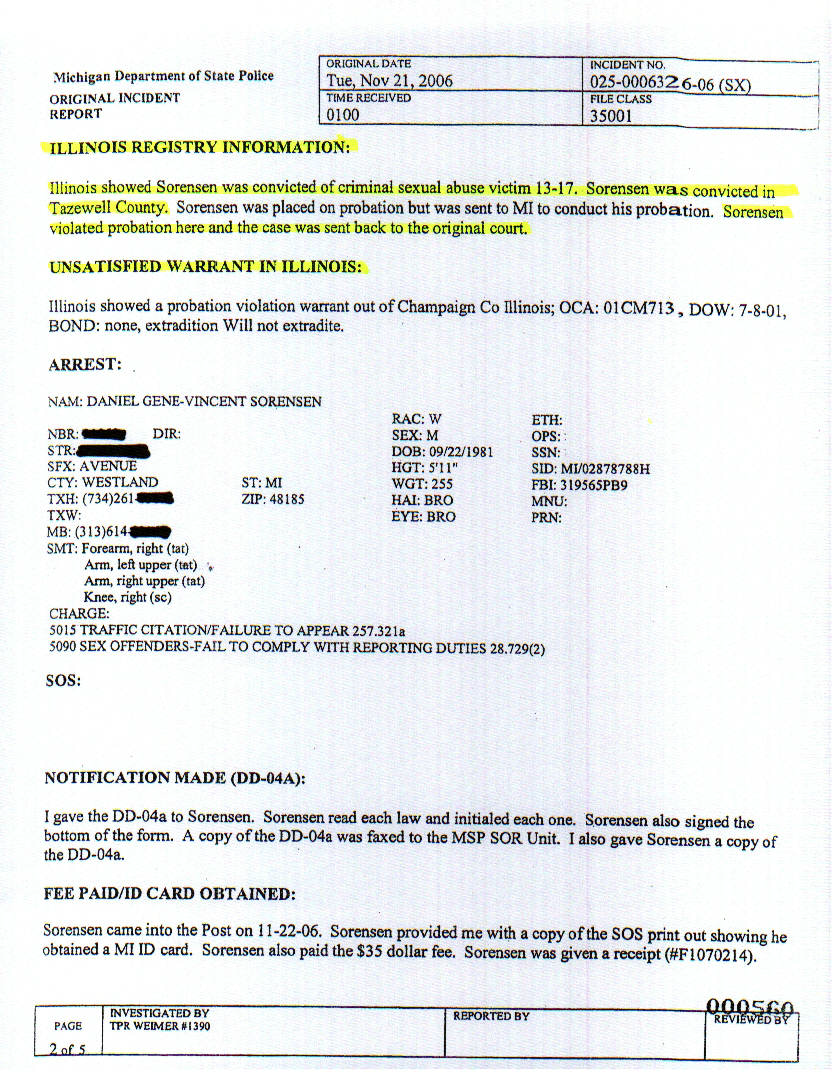 Michigan Department of State Police
ORIGINAL INCIDENT
REPORT
ORIGINAL DATE
Tue, Nov 21, 2006
INCIDENT NO.
025-0006326-06 (SX)
TIME RECEIVED
0100
FILE CLASS
35001
ILLINOIS REGISTRY INFORMATION:
Illinois showed Sorensen was convicted of criminal sexual abuse victim 13-17. Sorensen was convicted in
Tazewell County. Sorensen was placed on probation but was sent to MI to conduct his probation. Sorensen
violated probation here and the case was sent back to the original court.
UNSATISFIED WARRANT IN ILLINOIS:
Illinois showed a probation violation warrant out of Champaign Co Illinois; OCA: 01CM713 , DOW: 7-8-01,
BOND: none, extradition Will not extradite.
ARREST:
NAM: DANIEL GENE-VINCENT SORENSEN
NBR: DIR:
STR:
SFX: AVENUE
CTY: WESTLAND ST: MI
TXH: (734)261- ZIP: 48185
TXW:
MB: (313)614-
SMT: Forearm, right (tat)
Arm, left upper (tat)
Arm, right upper (tat)
Knee, right (sc)
RAC: W
SEX: M
DOB: 09/22/1981
HGT: 5'11"
WGT: 255
HAI: BRO
EYE: BRO
ETH:
OPS:
SSN:
SID: MI/02878788H
FBI: 319565PB9
MNU:
PRN:
CHARGE:
5015 TRAFFIC CITATION/FAILURE TO APPEAR 257.321a
5090 SEX OFFENDERS-FAIL TO COMPLY WITH REPORTING DUTIES 28.729(2)
SOS:
NOTIFICATION MADE (DD-04A):
I gave the DD-04a to Sorensen. Sorensen read each law and initialed each one. Sorensen also signed the
bottom of the form. A copy of the DD-04a was faxed to the MSP SOR Unit. I also gave Sorensen a copy of
the DD-04a.
FEE PAID/ID CARD OBTAINED:
Sorensen came into the Post on 11-22-06. Sorensen provided me with a copy of the SOS print out showing he
obtained a MI ID card. Sorensen also paid the $35 dollar fee. Sorensen was given a receipt (#F1070214).
000560
PAGE
2 of 5
INVESTIGATED BY
TPR WEIMER #1390
REPORTED BY
REVIEWED BY